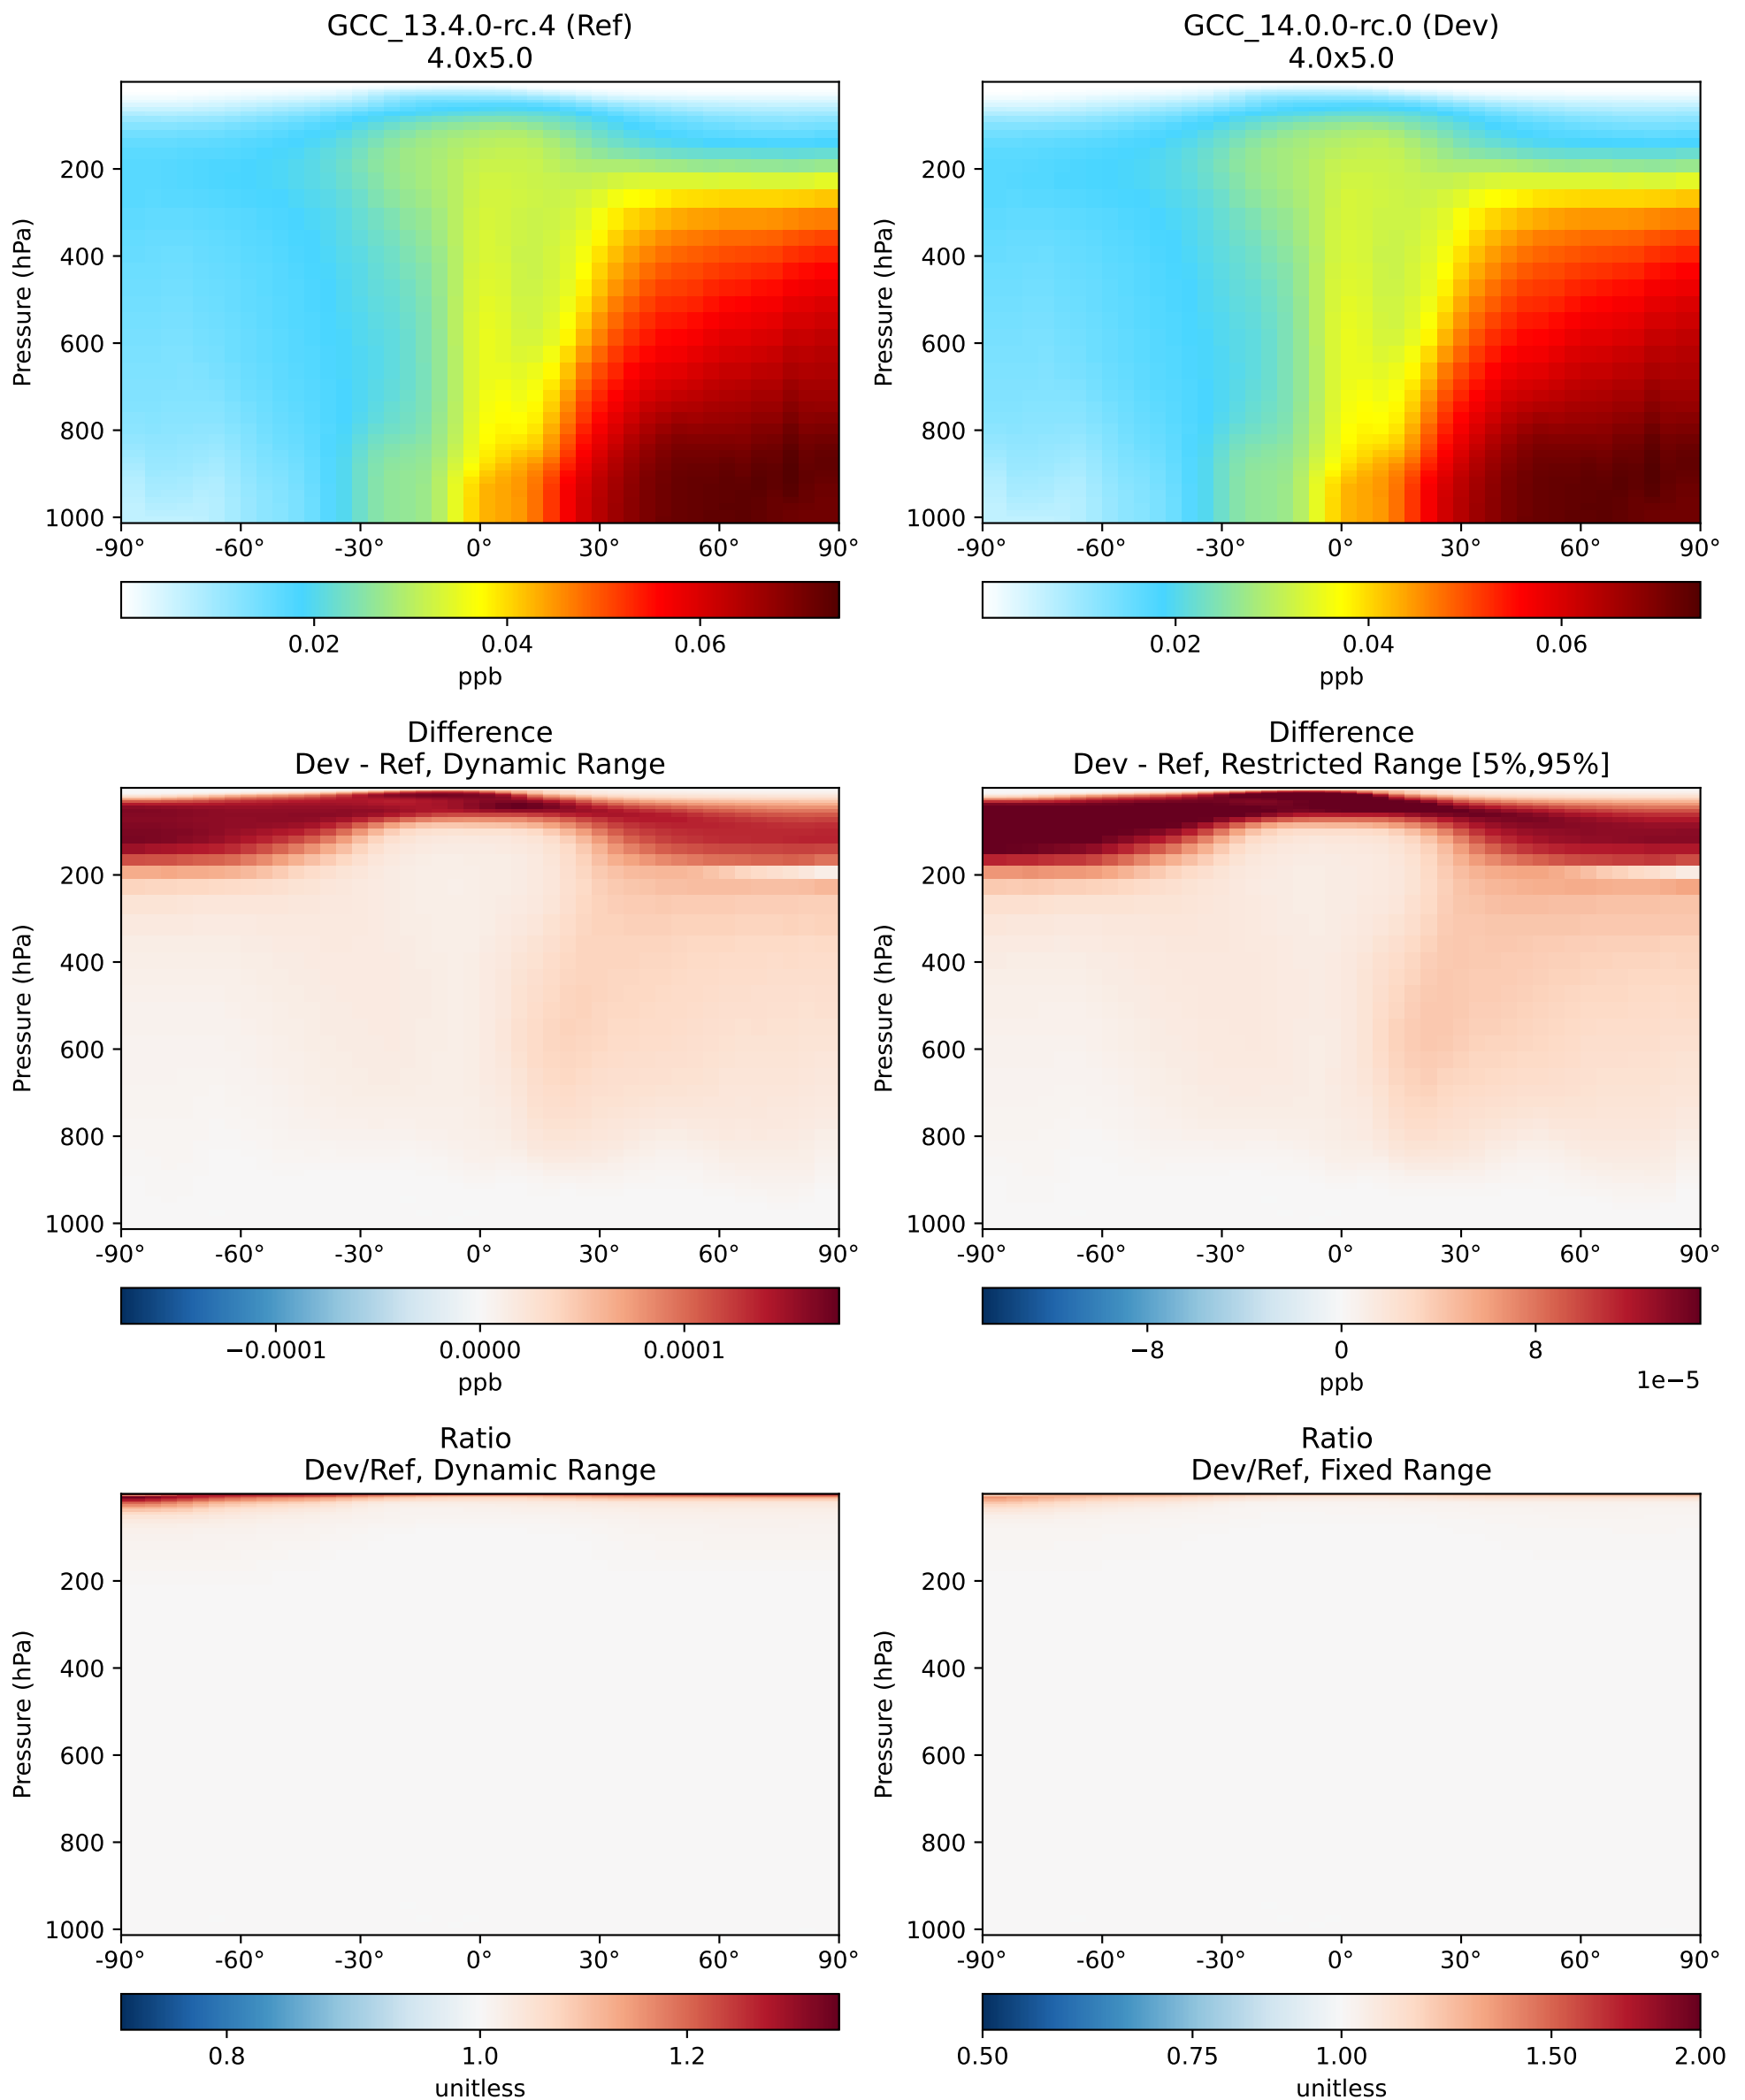 GCC_13.4.0-rc.4 (Ref)
4.0x5.0
Pressure (hPa)
200
400
600
800
1000
-90° -60° -30° 0° 30° 60° 90°
0.02 0.04 0.06
ppb
GCC_14.0.0-rc.0 (Dev)
4.0x5.0
Pressure (hPa)
200
400
600
800
1000
-90° -60° -30° 0° 30° 60° 90°
0.02 0.04 0.06
ppb
Difference
Dev - Ref, Dynamic Range
Pressure (hPa)
200
400
600
800
1000
-90° -60° -30° 0° 30° 60° 90°
−0.0001 0.0000 0.0001
ppb
Difference
Dev - Ref, Restricted Range [5%,95%]
Pressure (hPa)
200
400
600
800
1000
-90° -60° -30° 0° 30° 60° 90°
−8 0 8
ppb
1e−5
Ratio
Dev/Ref, Dynamic Range
Pressure (hPa)
200
400
600
800
1000
-90° -60° -30° 0° 30° 60° 90°
0.8 1.0 1.2
unitless
Ratio
Dev/Ref, Fixed Range
Pressure (hPa)
200
400
600
800
1000
-90° -60° -30° 0° 30° 60° 90°
0.50 0.75 1.00 1.50 2.00
unitless